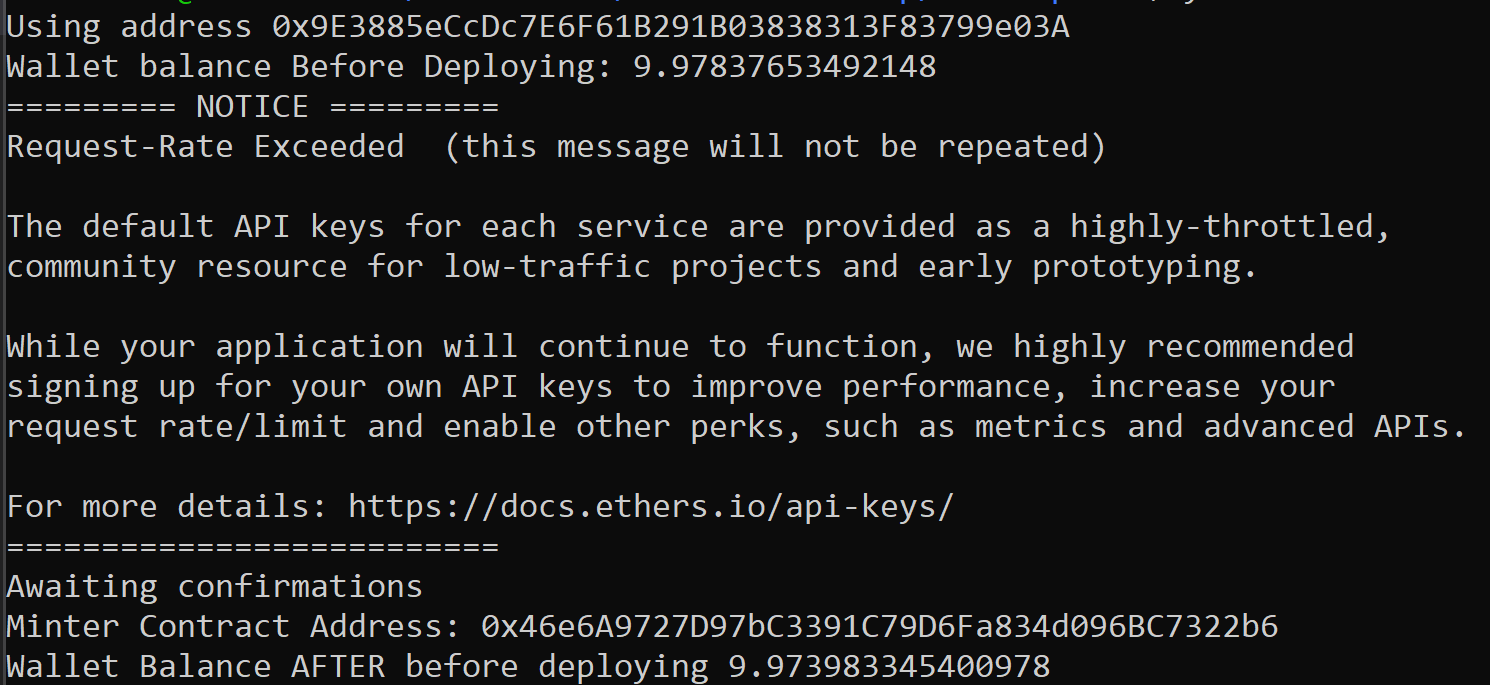 Using address 0x9E3885eCcDc7E6F61B291B03838313F83799e03A
Wallet balance Before Deploying: 9.97837653492148
========= NOTICE =========
Request-Rate Exceeded  (this message will not be repeated)
The default API keys for each service are provided as a highly-throttled,
community resource for low-traffic projects and early prototyping.
While your application will continue to function, we highly recommended
signing up for your own API keys to improve performance, increase your
request rate/limit and enable other perks, such as metrics and advanced APIs.
For more details: https://docs.ethers.io/api-keys/
==========================
Awaiting confirmations
Minter Contract Address: 0x46e6A9727D97bC3391C79D6Fa834d096BC7322b6
Wallet Balance AFTER before deploying 9.973983345400978